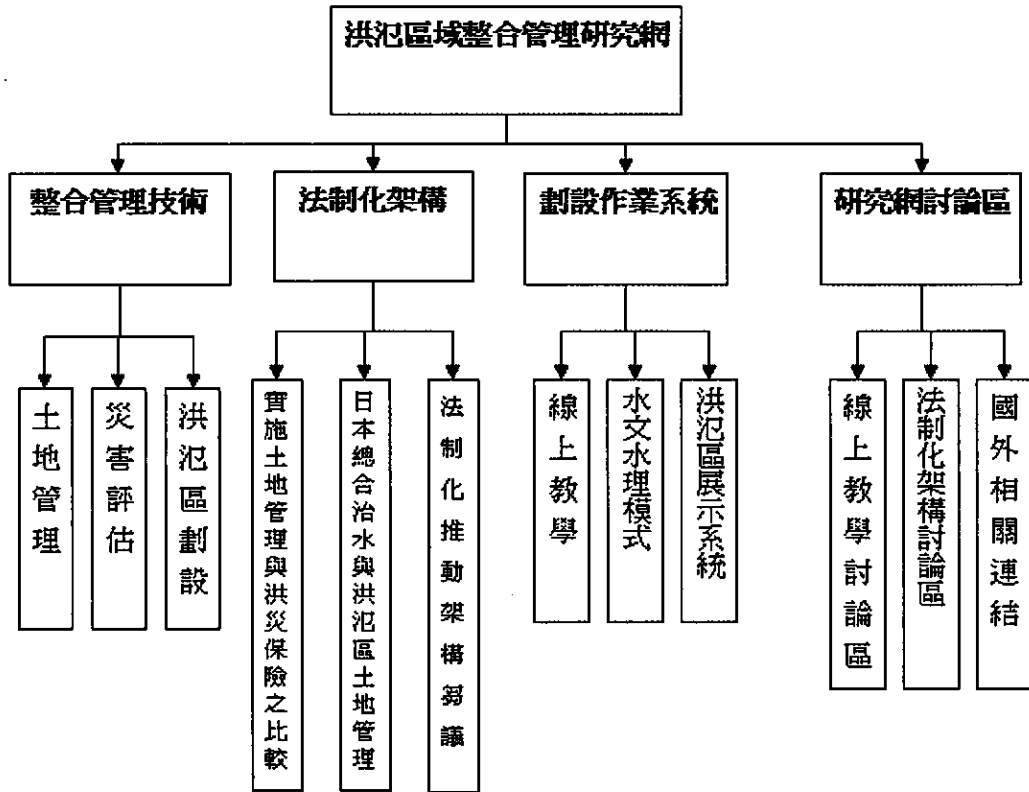 洪氾區域整合管理研究網
整合管理技術
法制化架構
劃設作業系統
研究網討論區
土地管理
災害評估
洪氾區劃設
實施土地管理與洪災保險之比較
日本總合治水與洪氾區土地管理
法制化推動架構芻議
線上教學
水文水理模式
洪氾區展示系統
線上教學討論區
法制化架構討論區
國外相關連結